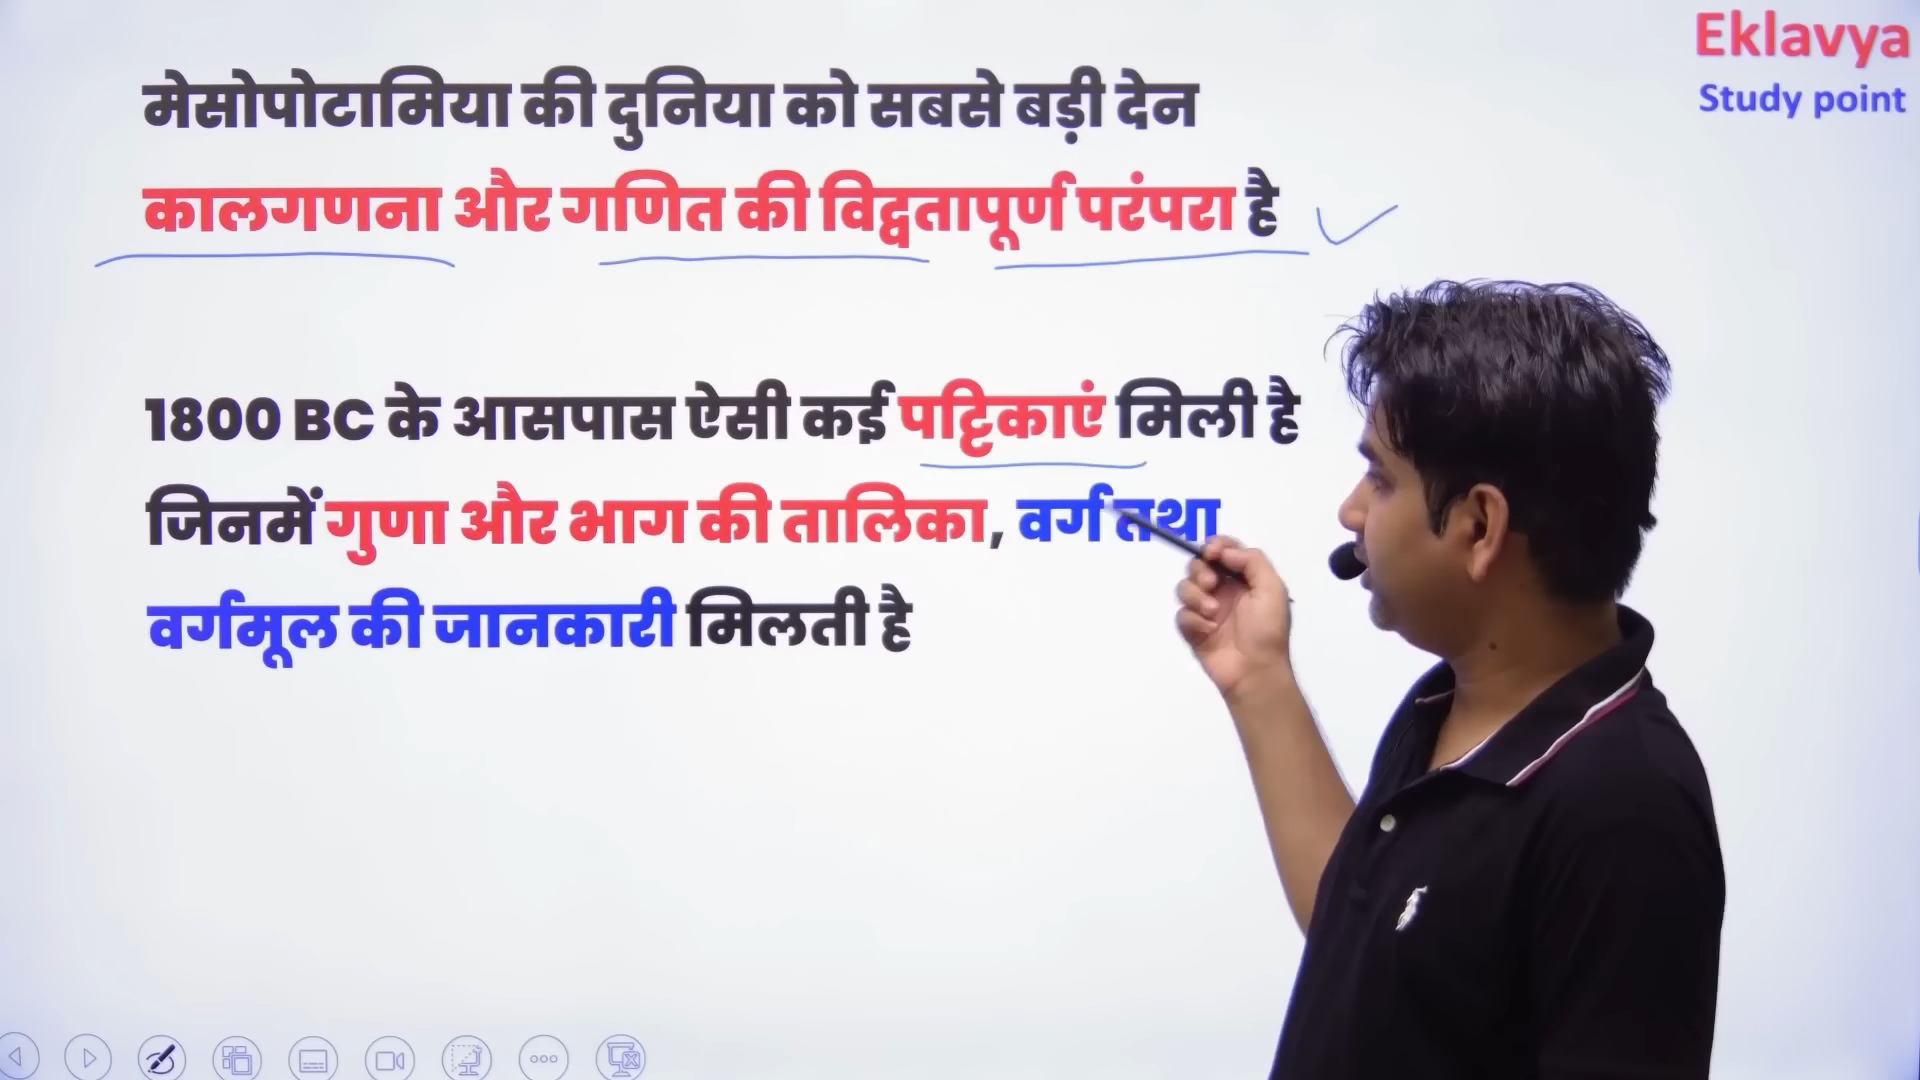 Eklavya
Study point
मेसोपोटामिया की दुनिया को सबसे बड़ी देन
कालगणना और गणित की विद्वतापूर्ण परंपरा है
1800 BC के आसपास ऐसी कई पट्टिकाएं मिली है
जिनमें गुणा और भाग की तालिका, वर्ग तथा
वर्गमूल की जानकारी मिलती है